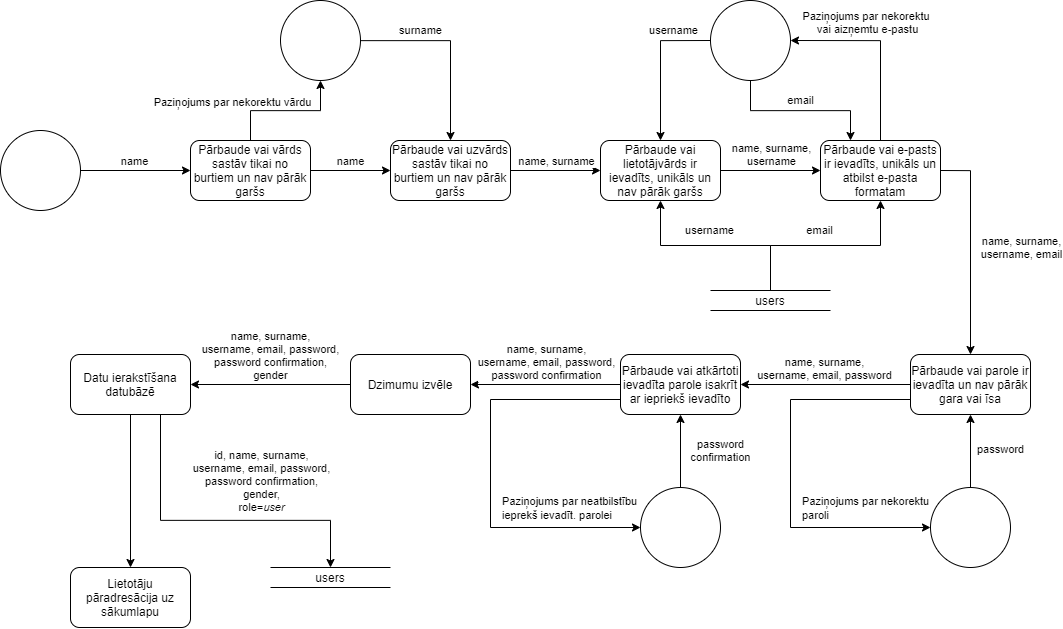 surname
Paziņojums par nekorektu vārdu
name
Pārbaude vai vārds
sastāv tikai no
burtiem un nav pārāk
garšs
name
Pārbaude vai uzvārds
sastāv tikai no
burtiem un nav pārāk
garšs
name, surname
username
Paziņojums par nekorektu
vai aizņemtu e-pastu
email
Pārbaude vai
lietotājvārds ir
ievadīts, unikāls un
nav pārāk garšs
name, surname,
username
Pārbaude vai e-pasts
ir ievadīts, unikāls un
atbilst e-pasta
formatam
username
email
users
name, surname,
username, email
Pārbaude vai parole ir
ievadīta un nav pārāk
gara vai īsa
password
Paziņojums par nekorektu
paroli
name, surname,
username, email, password
Pārbaude vai atkārtoti
ievadīta parole isakrīt
ar iepriekš ievadīto
password
confirmation
Paziņojums par neatbilstību
ieprekš ievadīt. parolei
name, surname,
username, email, password,
password confirmation
Dzimumu izvēle
name, surname,
username, email, password,
password confirmation,
gender
Datu ierakstīšana
datubāzē
id, name, surname,
username, email, password,
password confirmation,
gender,
role=user
users
Lietotāju
pāradresācija uz
sākumlapu